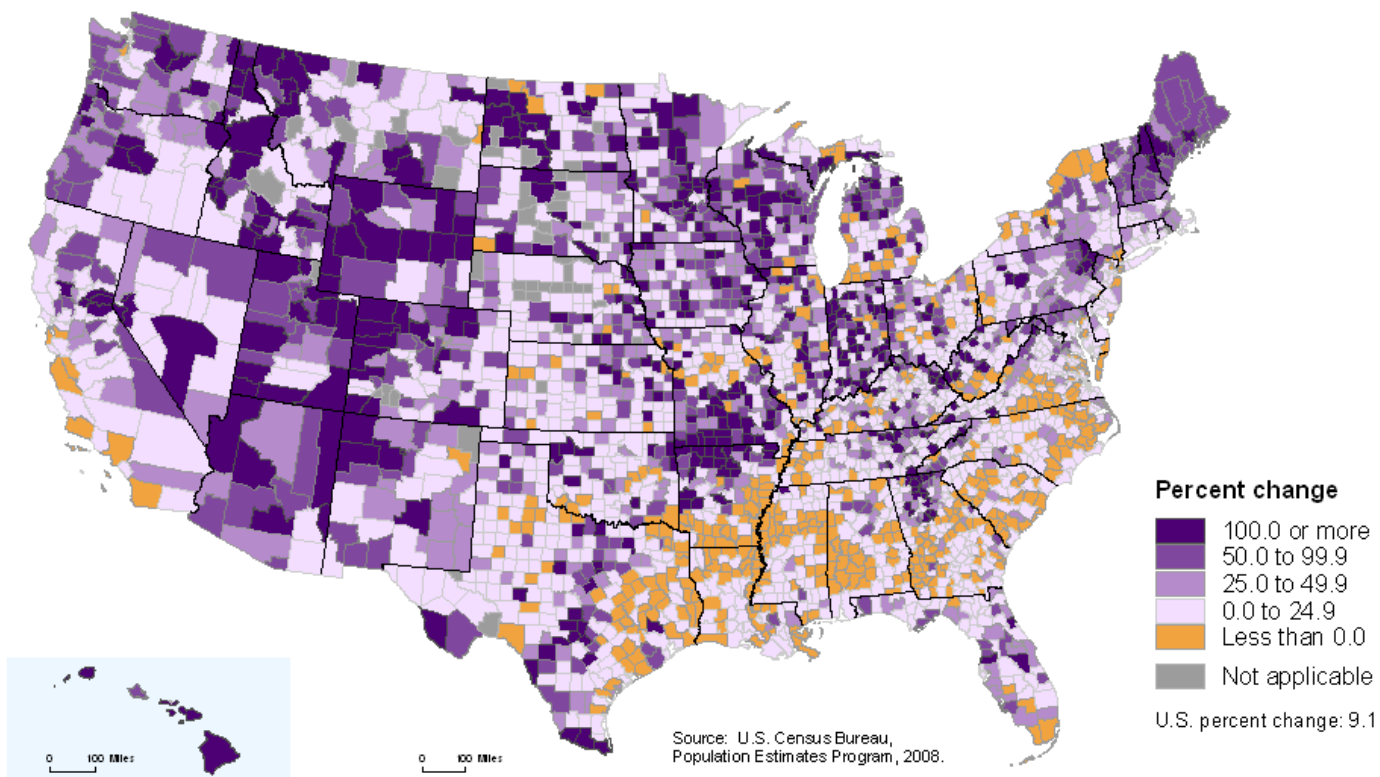 Percent change
100.0 or more
50.0 to 99.9
25.0 to 49.9
0.0 to 24.9
Less than 0.0
Not applicable
U.S. percent change: 9.1
Source: U.S. Census Bureau,
Population Estimates Program, 2008.
0 100 Miles
0 100 Miles